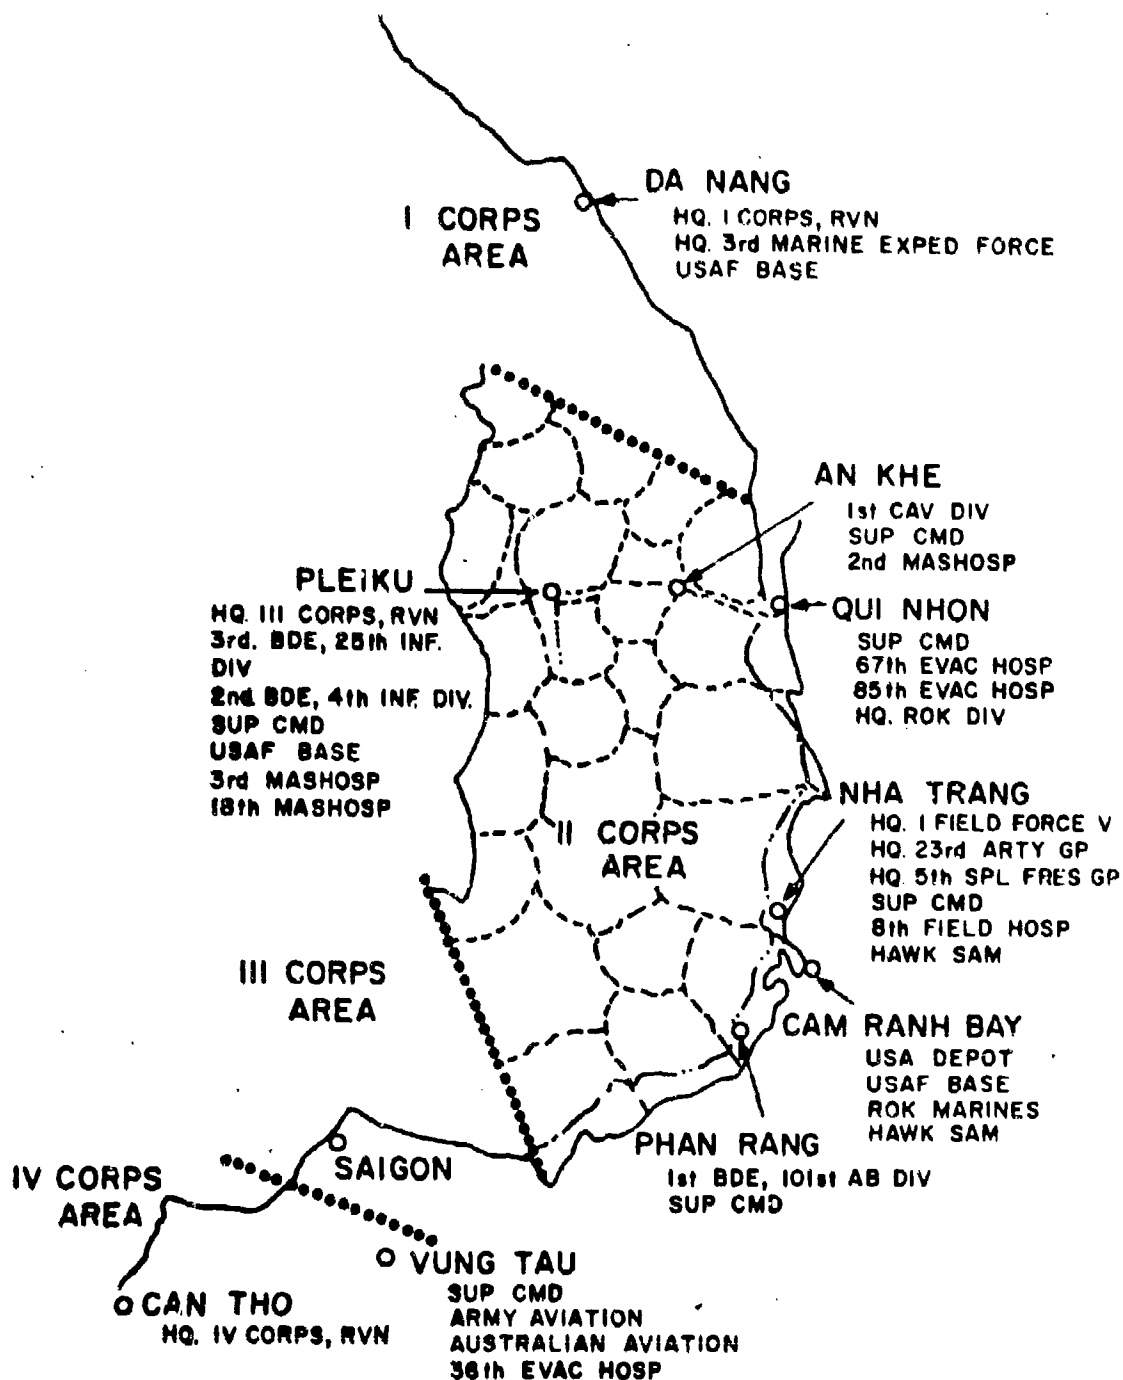 DA NANG
HQ. I CORPS, RVN
HQ. 3rd MARINE EXPED FORCE
USAF BASE
I CORPS
AREA
AN KHE
1st CAV DIV
SUP CMD
2nd MASHOSP
PLEIKU
HQ. III CORPS, RVN
3rd. BDE, 25th INF.
DIV
2nd BDE, 4th INF. DIV.
SUP CMD
USAF BASE
3rd MASHOSP
18th MASHOSP
QUI NHON
SUP CMD
67th EVAC HOSP
85th EVAC HOSP
HQ. ROK DIV
NHA TRANG
HQ. I FIELD FORCE V
HQ. 23rd ARTY GP
HQ. 5th SPL FRES GP
SUP CMD
8th FIELD HOSP
HAWK SAM
II CORPS
AREA
III CORPS
AREA
CAM RANH BAY
USA DEPOT
USAF BASE
ROK MARINES
HAWK SAM
PHAN RANG
1st BDE, 101st AB DIV
SUP CMD
SAIGON
IV CORPS
AREA
VUNG TAU
SUP CMD
ARMY AVIATION
AUSTRALIAN AVIATION
36th EVAC HOSP
CAN THO
HQ. IV CORPS, RVN